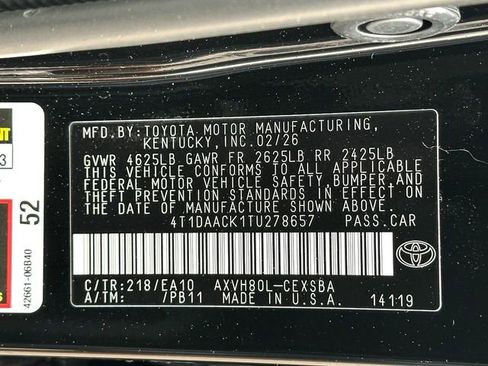 MFD. BY: TOYOTA MOTOR MANUFACTURING,
KENTUCKY, INC. 02/26
GVWR 4625LB GAWR FR 2625LB RR 2425LB
THIS VEHICLE CONFORMS TO ALL APPLICABLE
FEDERAL MOTOR VEHICLE SAFETY, BUMPER, AND
THEFT PREVENTION STANDARDS IN EFFECT ON
THE DATE OF MANUFACTURE SHOWN ABOVE.
4T1DAACK1TU278657 PASS. CAR
C/TR: 218/EA10 AXVH80L-CEXSBA
A/TM: /PB11 MADE IN U.S.A. 14119
52
42661-06B40